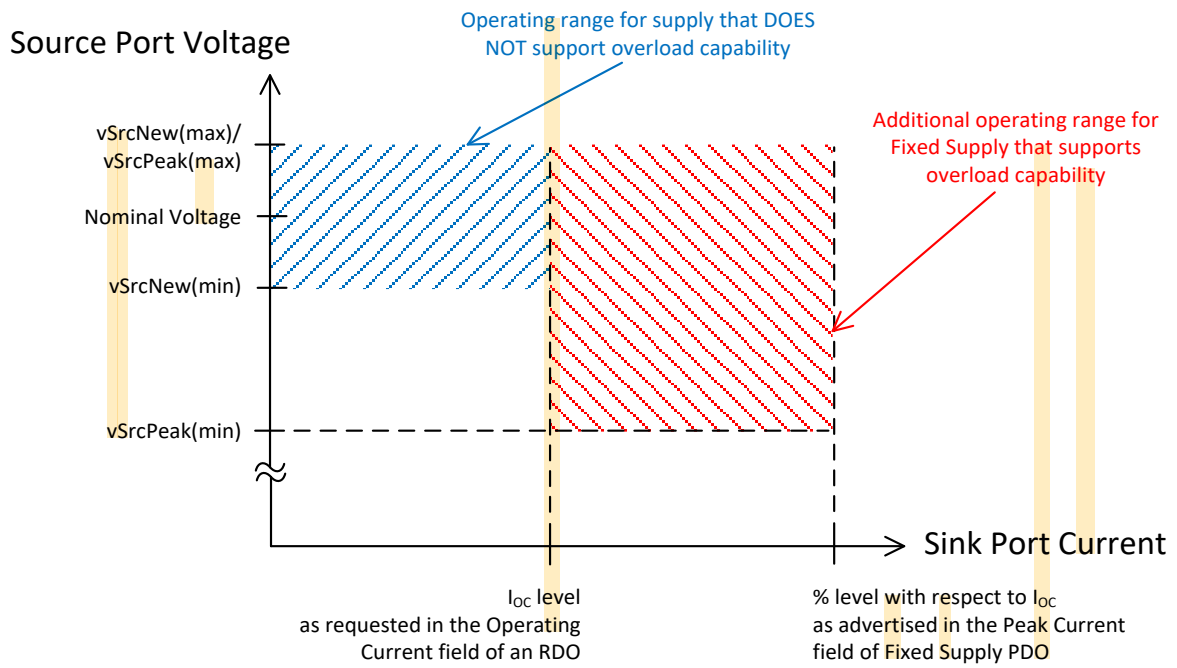 Operating range for supply that DOES
NOT support overload capability
Source Port Voltage
vSrcNew(max)/
vSrcPeak(max)
Additional operating range for
Fixed Supply that supports
overload capability
Nominal Voltage
vSrcNew(min)
vSrcPeak(min)
Sink Port Current
IOC level
as requested in the Operating
Current field of an RDO
% level with respect to IOC
as advertised in the Peak Current
field of Fixed Supply PDO